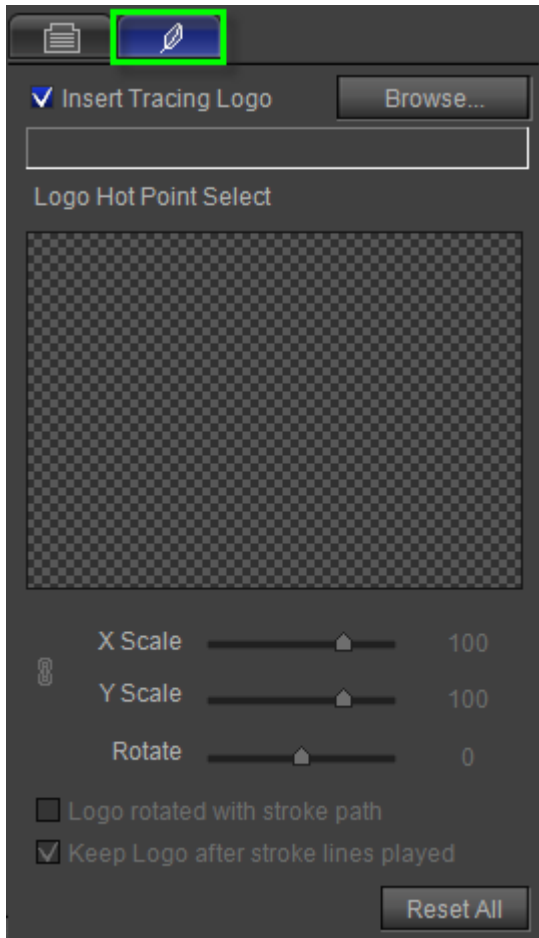 Insert Tracing Logo Browse...
Logo Hot Point Select
X Scale 100
Y Scale 100
Rotate 0
Logo rotated with stroke path
Keep Logo after stroke lines played
Reset All